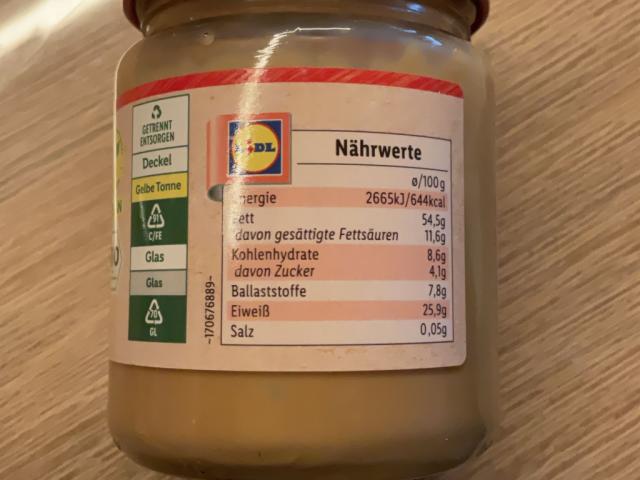 GETRENNT
ENTSORGEN
Deckel
Gelbe Tonne
91
C/FE
Glas
Glas
70
GL
-170676889-
LIDL
Nährwerte
ø/100g
Energie 2665kJ/644kcal
Fett 54,5g
davon gesättigte Fettsäuren 11,6g
Kohlenhydrate 8,6g
davon Zucker 4,1g
Ballaststoffe 7,8g
Eiweiß 25,9g
Salz 0,05g